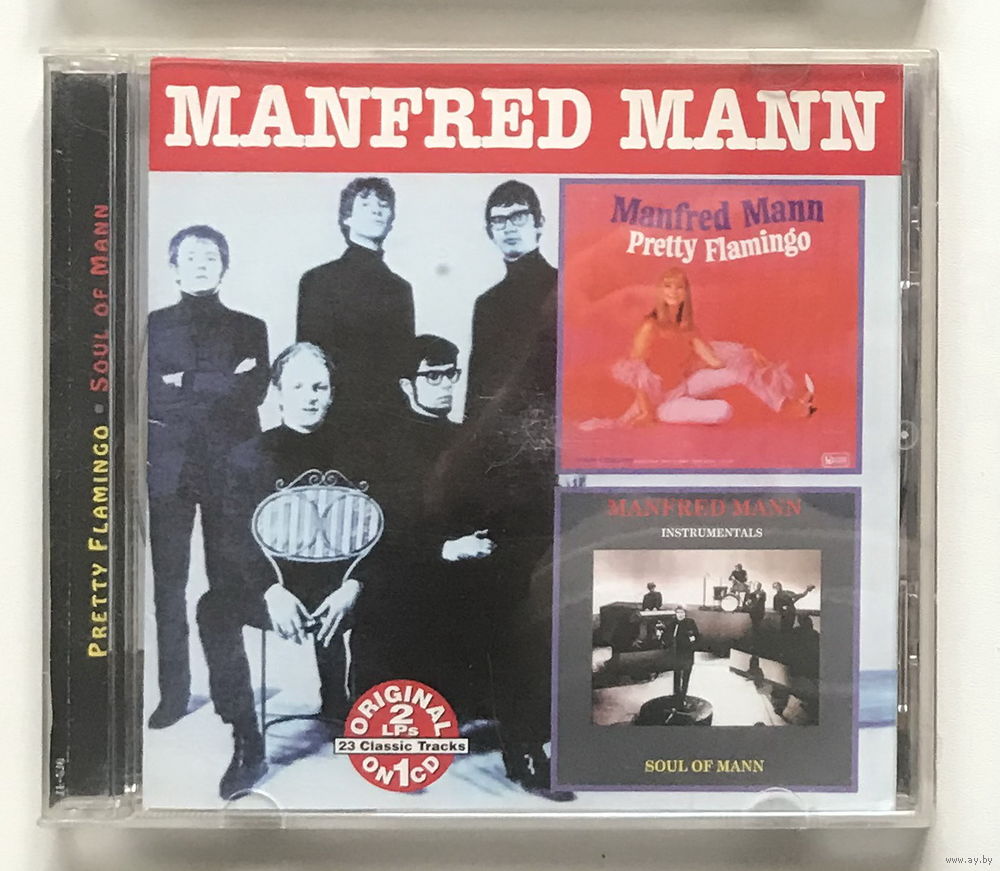 MANFRED MANN
PRETTY FLAMINGO • SOUL OF MANN
Manfred Mann
Pretty Flamingo
MANFRED MANN
INSTRUMENTALS
SOUL OF MANN
ORIGINAL
2
LPs
23 Classic Tracks
ON 1 CD
www.ay.by